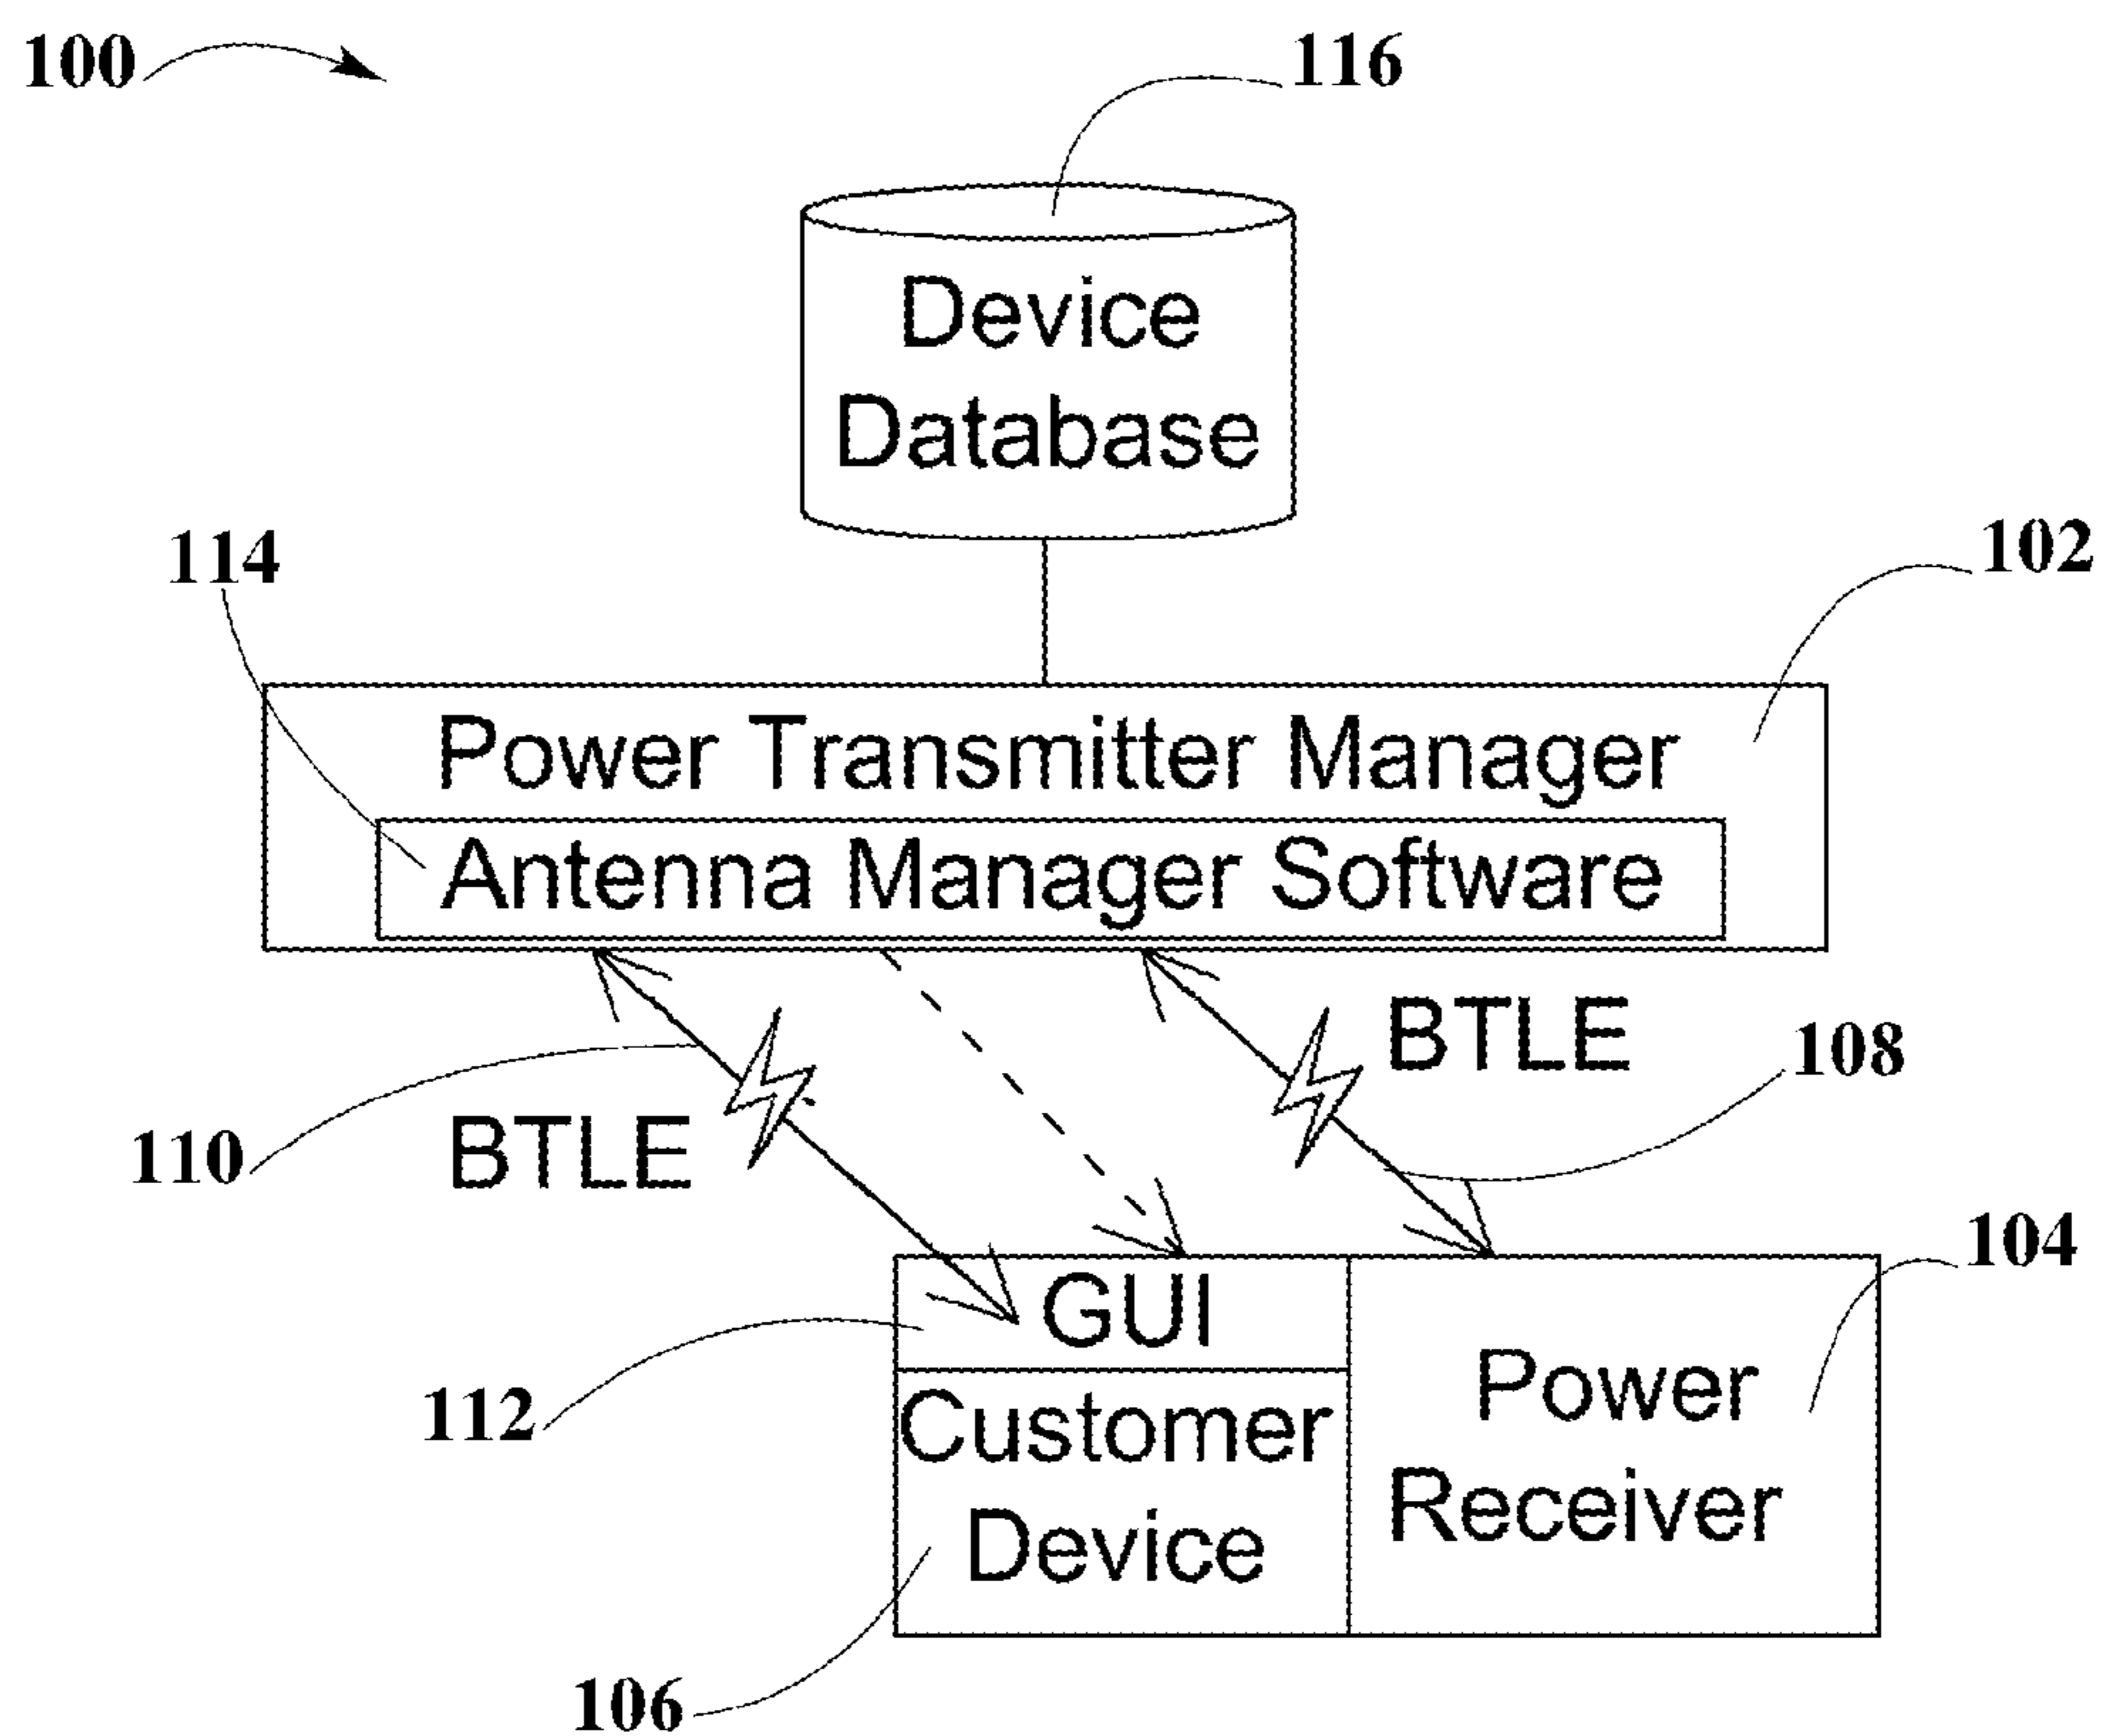 100
116
Device
Database
114
102
Power Transmitter Manager
Antenna Manager Software
BTLE
108
110
BTLE
104
GUI
112
Customer
Device
Power
Receiver
106